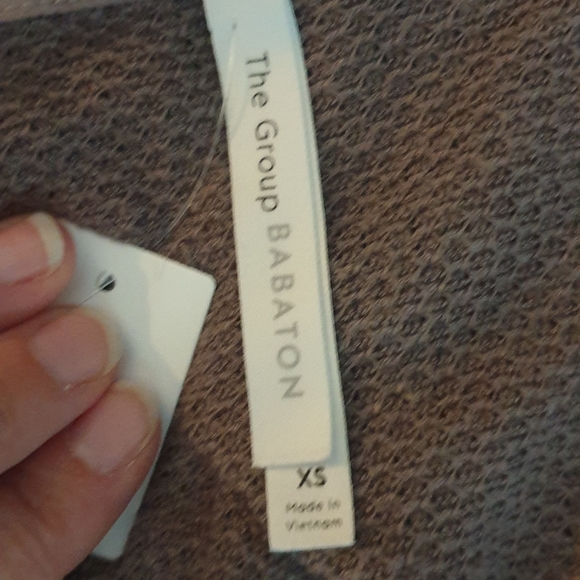 The Group BABATON
XS
Made in
Vietnam